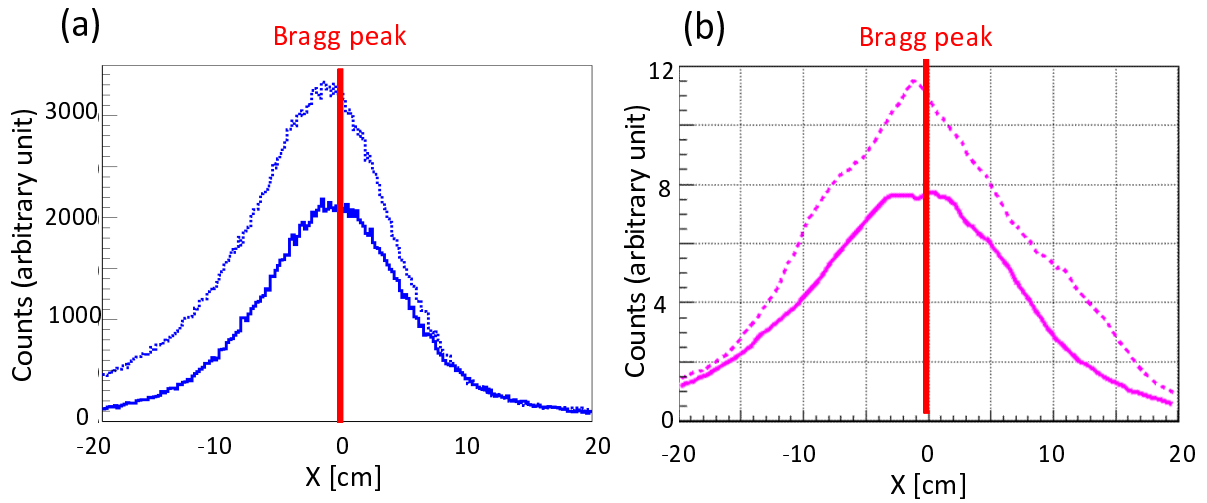 (a)
Bragg peak
Counts (arbitrary unit)
3000
2000
1000
0
-20 -10 0 10 20
X [cm]
(b)
Bragg peak
Counts (arbitrary unit)
12
8
4
0
-20 -10 0 10 20
X [cm]